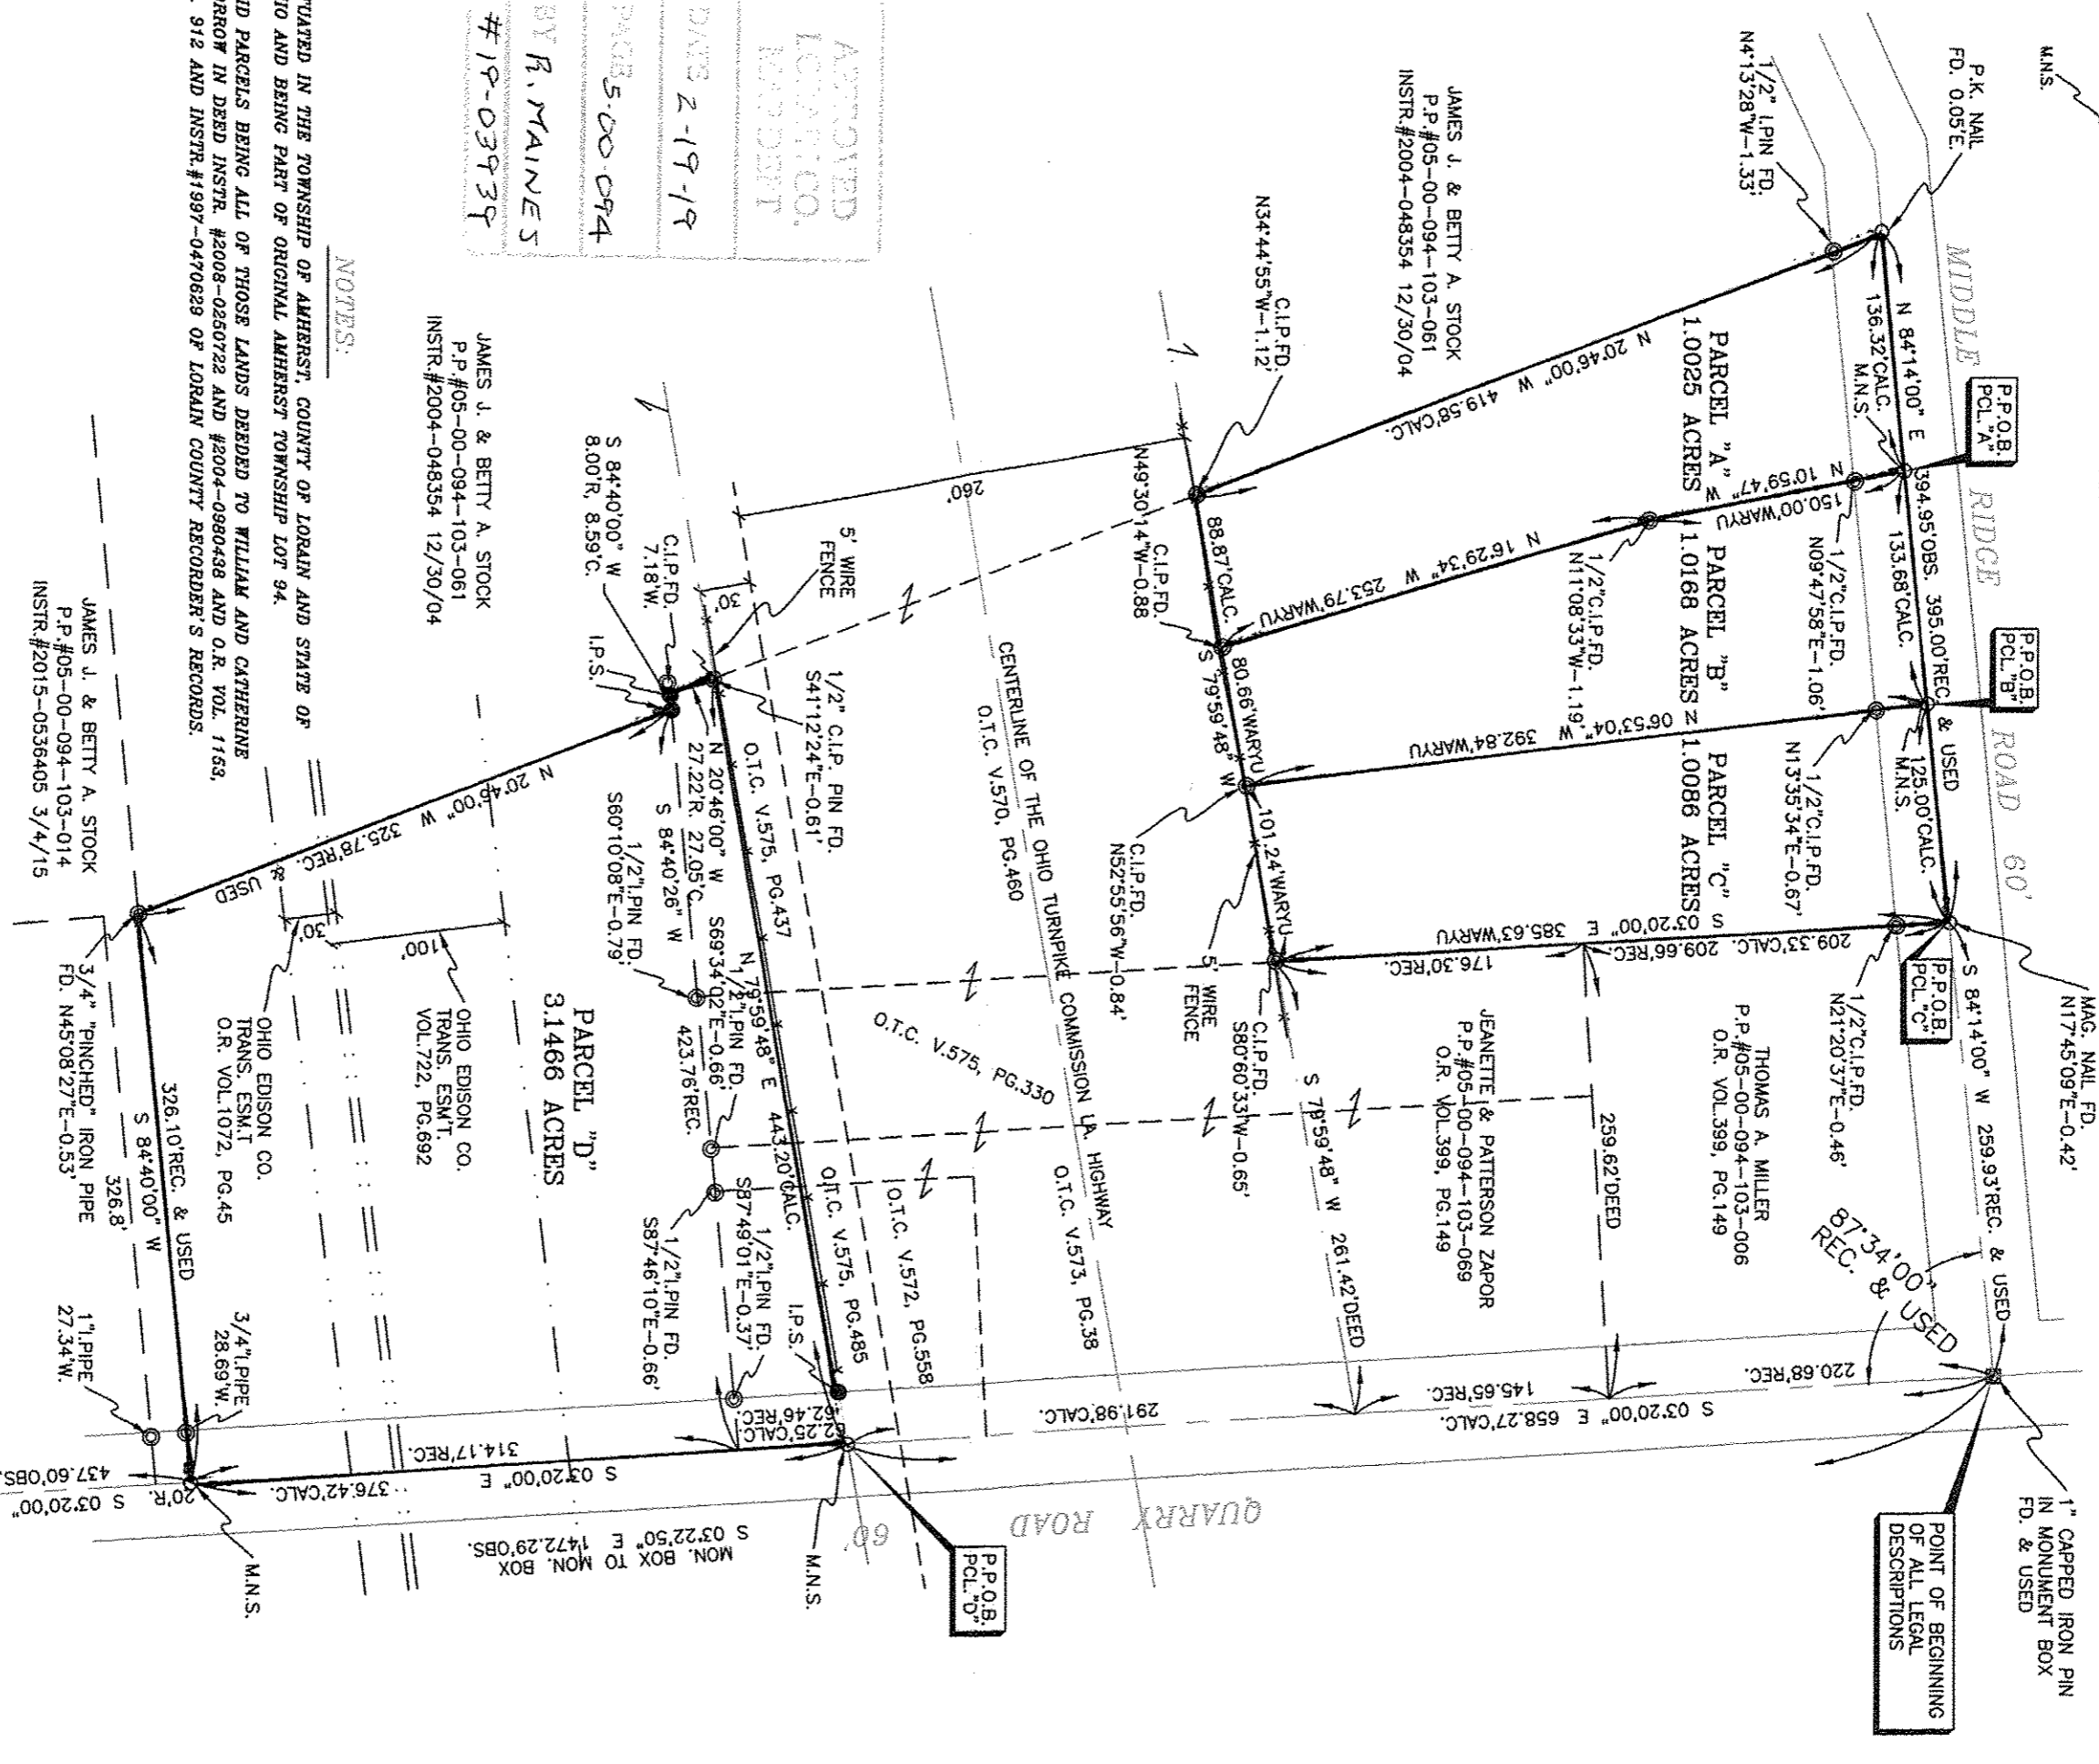 M.N.S.
P.K. NAIL
FD. 0.05'E.
1/2" I.PIN FD.
N4°13'28"W-1.33'
MIDDLE RIDGE ROAD 60'
P.P.O.B.
PCL. "A"
P.P.O.B.
PCL. "B"
P.P.O.B.
PCL. "C"
MAG. NAIL FD.
N17°45'09"E-0.42'
1" CAPPED IRON PIN
IN MONUMENT BOX
FD. & USED
POINT OF BEGINNING
OF ALL LEGAL
DESCRIPTIONS
N 84°14'00" E
394.95'OBS. 395.00'REC. & USED
136.32'CALC.
M.N.S.
133.68'CALC.
125.00'CALC.
M.N.S.
S 84°14'00" W 259.93'REC. & USED
87°34'00"
REC. & USED
JAMES J. & BETTY A. STOCK
P.P.#05-00-094-103-061
INSTR.#2004-048354 12/30/04
N 20°46'00" W
419.58'CALC.
PARCEL "A"
1.0025 ACRES
N 10°59'47" W
150.00'WARYU
1/2"C.I.P.FD.
N09°47'58"E-1.06'
1/2"C.I.P.FD.
N11°08'33"W-1.19'
N 16°29'34" W
253.79'WARYU
PARCEL "B"
1.0168 ACRES
N 06°53'04" W
392.84'WARYU
1/2"C.I.P.FD.
N13°35'34"E-0.67'
PARCEL "C"
1.0086 ACRES
S 03°20'00" E 385.63'WARYU
209.33'CALC. 209.66'REC.
176.30'REC.
1/2"C.I.P.FD.
N21°20'37"E-0.46'
THOMAS A. MILLER
P.P.#05-00-094-103-006
O.R. VOL.399, PG.149
259.62'DEED
JEANETTE & PATTERSON ZAPOR
P.P.#05-00-094-103-069
O.R. VOL.399, PG.149
S 79°59'48" W 261.42'DEED
C.I.P.FD.
N34°44'55"W-1.12'
88.87'CALC.
C.I.P.FD.
N49°30'14"W-0.88
80.66'WARYU
S 79°59'48" W
101.24'WARYU
C.I.P.FD.
N52°55'56"W-0.84'
5' WIRE
FENCE
C.I.P.FD.
S80°60'33"W-0.65'
260'
CENTERLINE OF THE OHIO TURNPIKE COMMISSION LA. HIGHWAY
O.T.C. V.570, PG.460
O.T.C. V.573, PG.38
O.T.C. V.575, PG.330
O.T.C. V.572, PG.558
O.T.C. V.575, PG.485
O.T.C. V.575, PG.437
5' WIRE
FENCE
30'
1/2" C.I.P. PIN FD.
S41°12'24"E-0.61'
S 84°40'00" W
8.00'R, 8.59'C.
C.I.P.FD.
7.18'W.
I.P.S.
N 20°46'00" W
27.22'R. 27.05'C.
S 84°40'26" W
423.76'REC.
1/2"I.PIN FD.
S60°10'08"E-0.79'
1/2"I.PIN FD.
S69°34'02"E-0.66'
N 79°59'48" E 443.20'CALC.
1/2"I.PIN FD.
S87°46'10"E-0.66'
1/2"I.PIN FD.
S87°49'01"E-0.37'
I.P.S.
220.68'REC.
145.65'REC.
S 03°20'00" E 658.27'CALC.
291.98'CALC.
62.46'REC.
62.25'CALC.
314.17'REC.
S 03°20'00" E
376.42'CALC.
20'R.
S 03°20'00"
437.60'OBS.
QUARRY ROAD 60'
MON. BOX TO MON. BOX
S 03°22'50" E 1472.29'OBS.
P.P.O.B.
PCL. "D"
M.N.S.
M.N.S.
PARCEL "D"
3.1466 ACRES
OHIO EDISON CO.
TRANS. ESM'T.
VOL.722, PG.692
OHIO EDISON CO.
TRANS. ESM.T
O.R. VOL.1072, PG.45
100'
30'
N 20°46'00" W
325.78'REC. & USED
326.10'REC. & USED
S 84°40'00" W
326.8'
3/4" "PINCHED" IRON PIPE
FD. N45°08'27"E-0.53'
3/4"I.PIPE
28.69'W.
1"I.PIPE
27.34'W.
JAMES J. & BETTY A. STOCK
P.P.#05-00-094-103-061
INSTR.#2004-048354 12/30/04
JAMES J. & BETTY A. STOCK
P.P.#05-00-094-103-014
INSTR.#2015-0536405 3/4/15
APPROVED
LORAIN CO.
DATE 2-19-19
PAGE 5-00-094
BY R. MAINES
#19-03939
NOTES:
TUATED IN THE TOWNSHIP OF AMHERST, COUNTY OF LORAIN AND STATE OF
IO AND BEING PART OF ORIGINAL AMHERST TOWNSHIP LOT 94.
ID PARCELS BEING ALL OF THOSE LANDS DEEDED TO WILLIAM AND CATHERINE
ORROW IN DEED INSTR. #2008-0250722 AND #2004-0980438 AND O.R. VOL. 1153,
. 912 AND INSTR.#1997-0470629 OF LORAIN COUNTY RECORDER'S RECORDS.